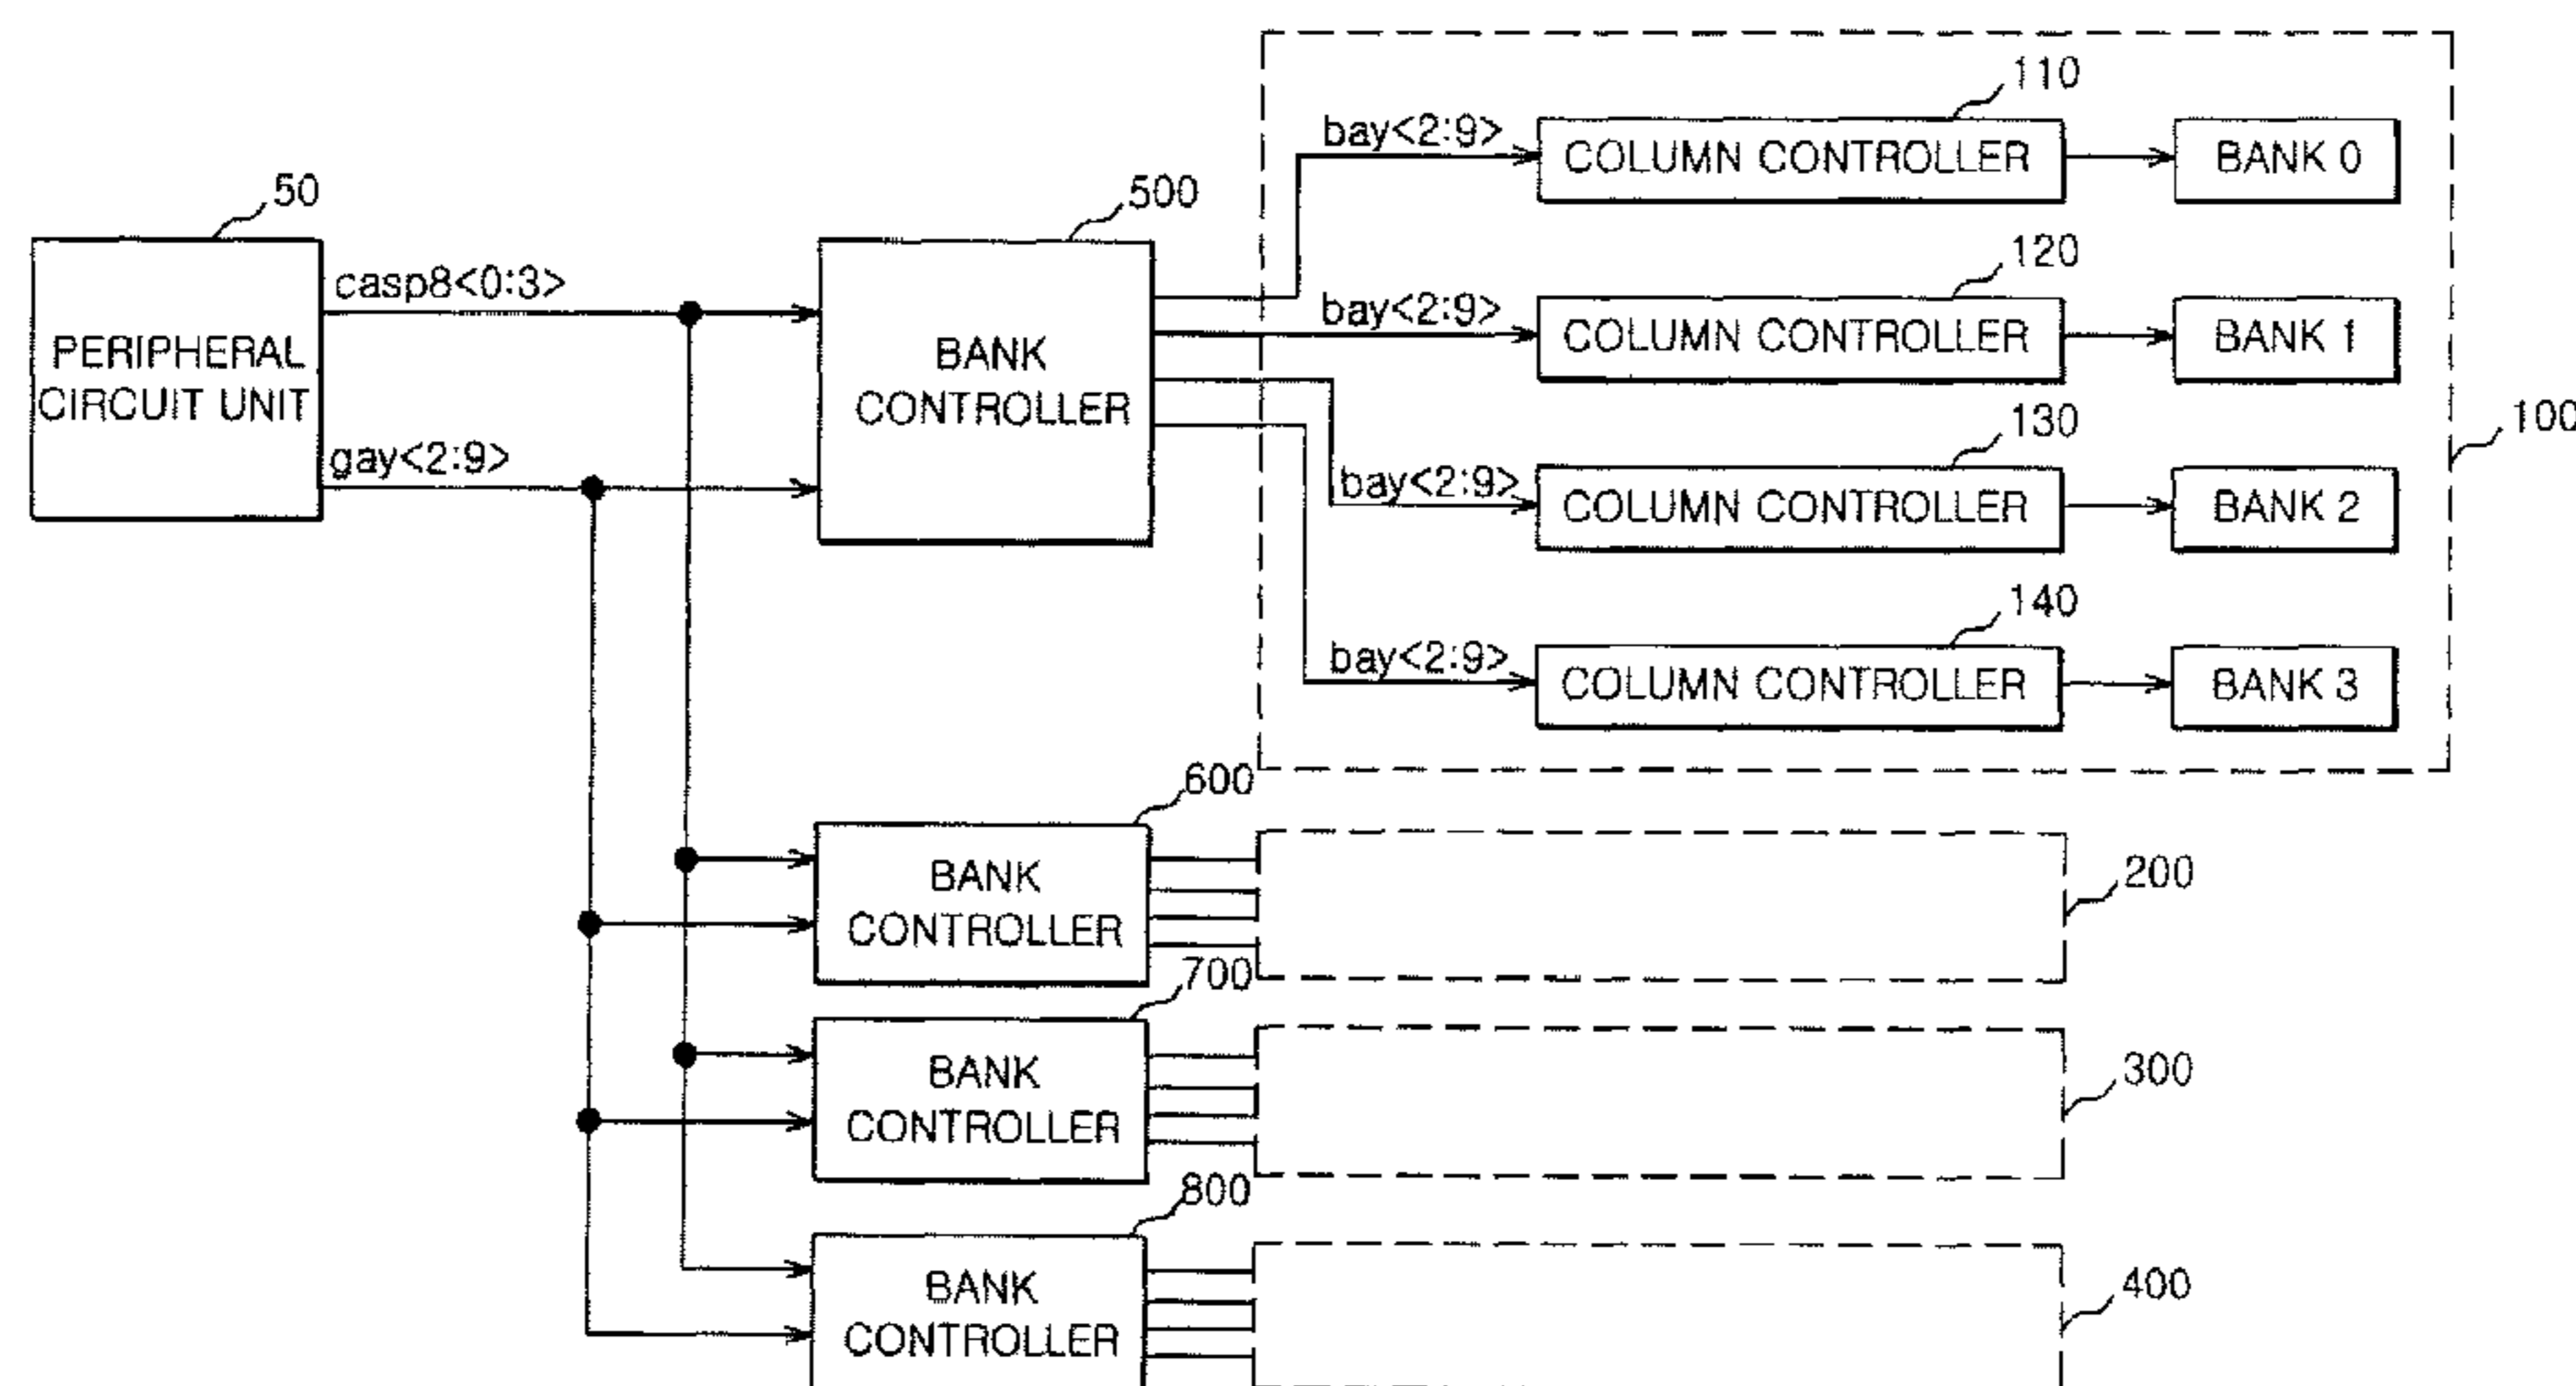 110
bay<2:9>
COLUMN CONTROLLER
BANK 0
50
500
120
casp8<0:3>
bay<2:9>
COLUMN CONTROLLER
BANK 1
PERIPHERAL
CIRCUIT UNIT
BANK
CONTROLLER
130
100
gay<2:9>
bay<2:9>
COLUMN CONTROLLER
BANK 2
140
bay<2:9>
COLUMN CONTROLLER
BANK 3
600
BANK
CONTROLLER
200
700
BANK
CONTROLLER
300
800
BANK
CONTROLLER
400